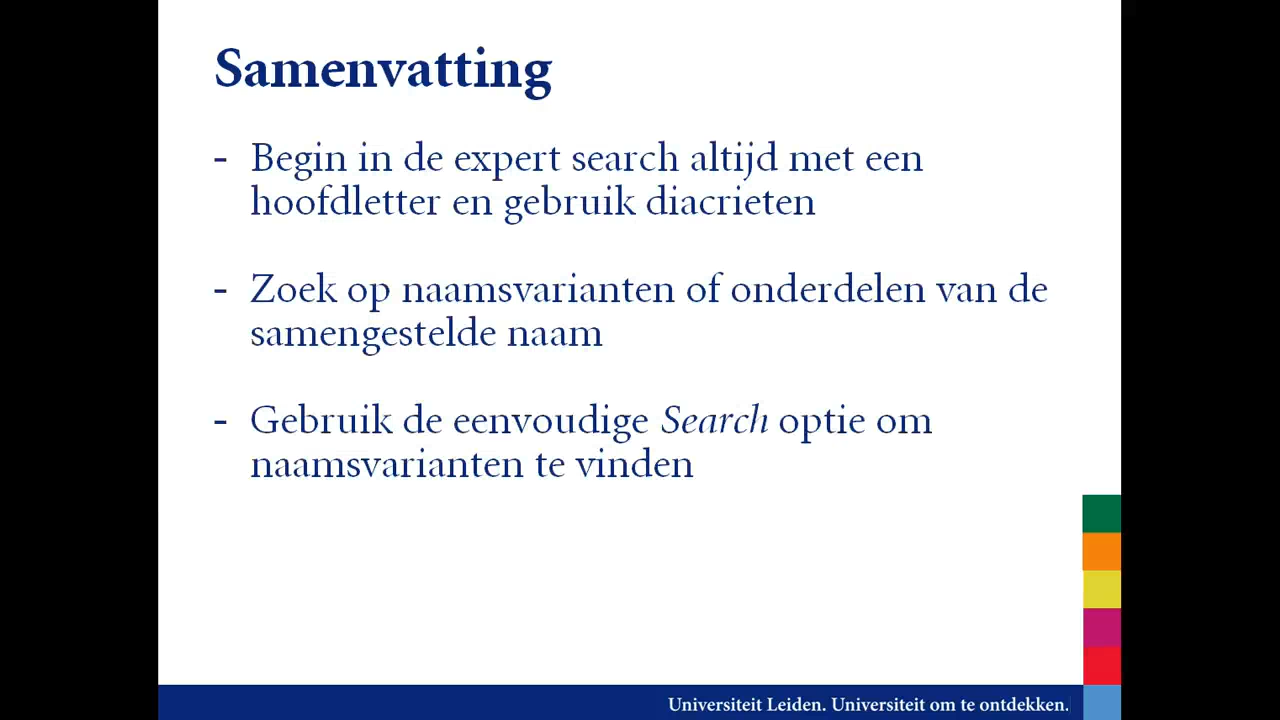 Samenvatting
- Begin in de expert search altijd met een
hoofdletter en gebruik diacrieten
- Zoek op naamsvarianten of onderdelen van de
samengestelde naam
- Gebruik de eenvoudige Search optie om
naamsvarianten te vinden
Universiteit Leiden. Universiteit om te ontdekken.